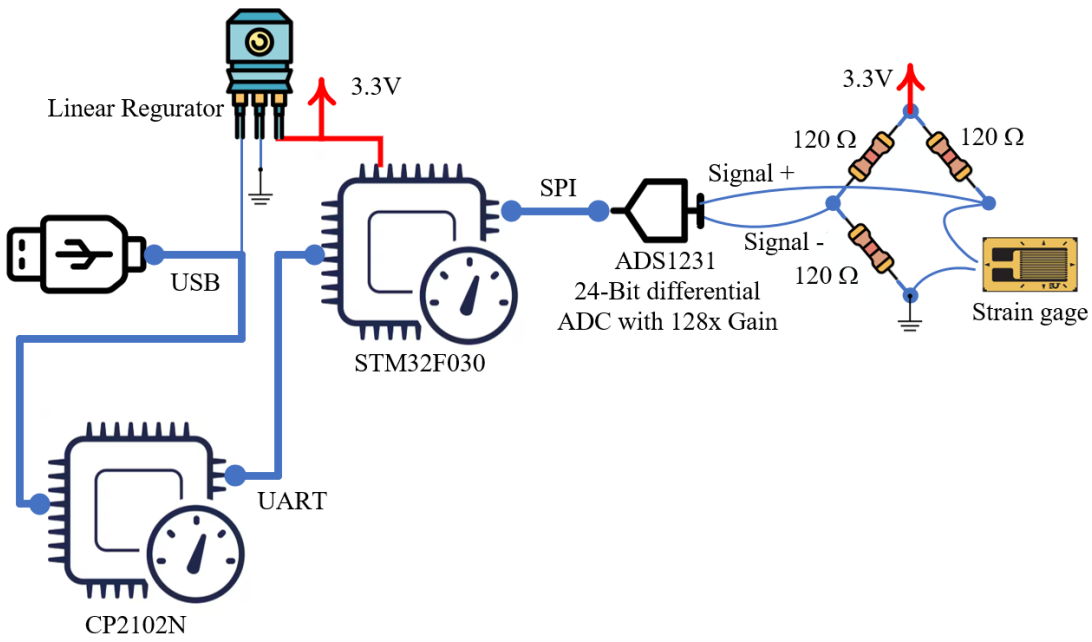 Linear Regurator
3.3V
3.3V
120 Ω
120 Ω
SPI
Signal +
Signal -
USB
ADS1231
24-Bit differential
ADC with 128x Gain
120 Ω
Strain gage
STM32F030
UART
CP2102N